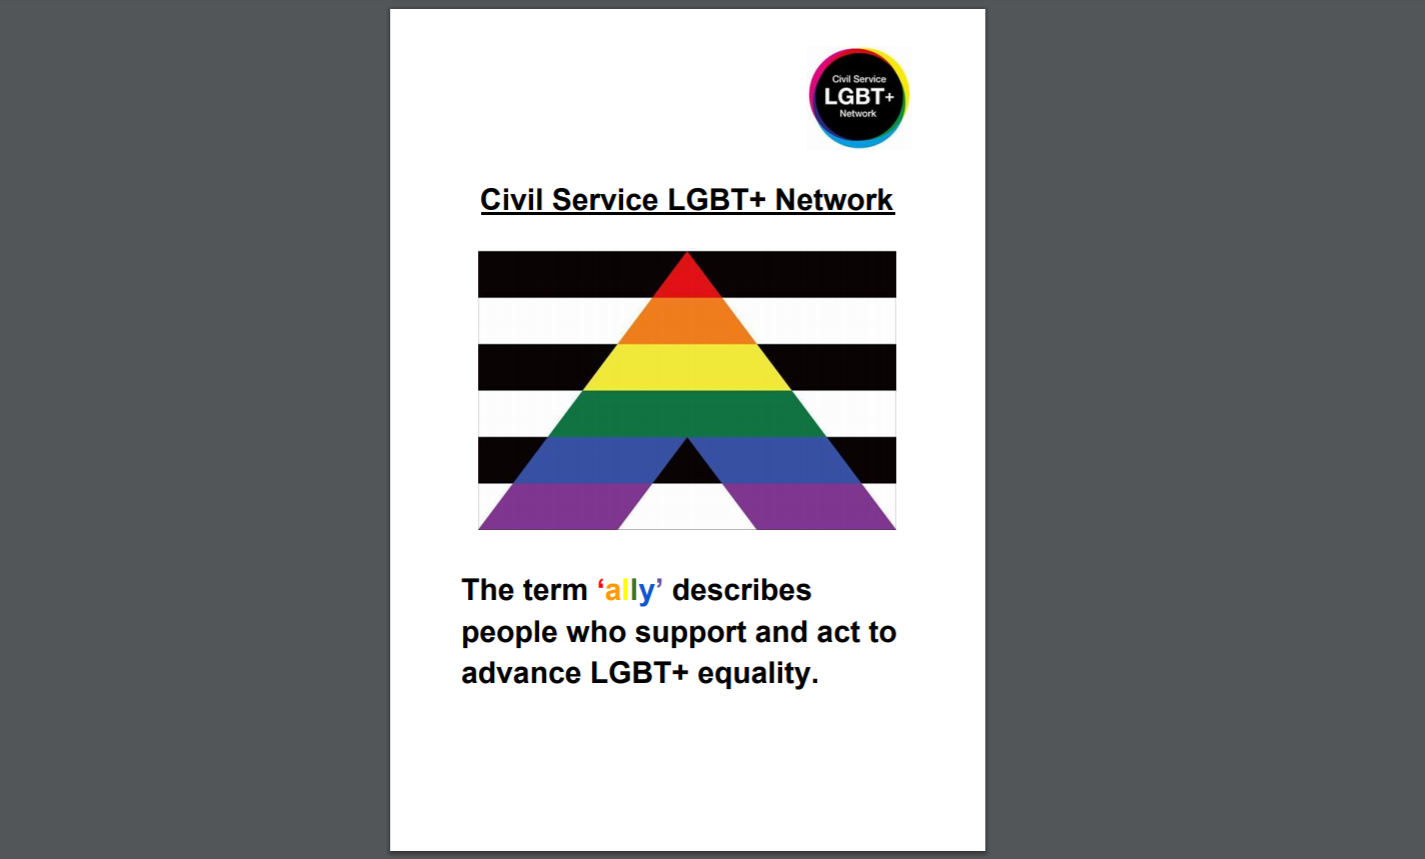 Civil Service
LGBT+
Network
Civil Service LGBT+ Network
The term ‘ally’ describes
people who support and act to
advance LGBT+ equality.